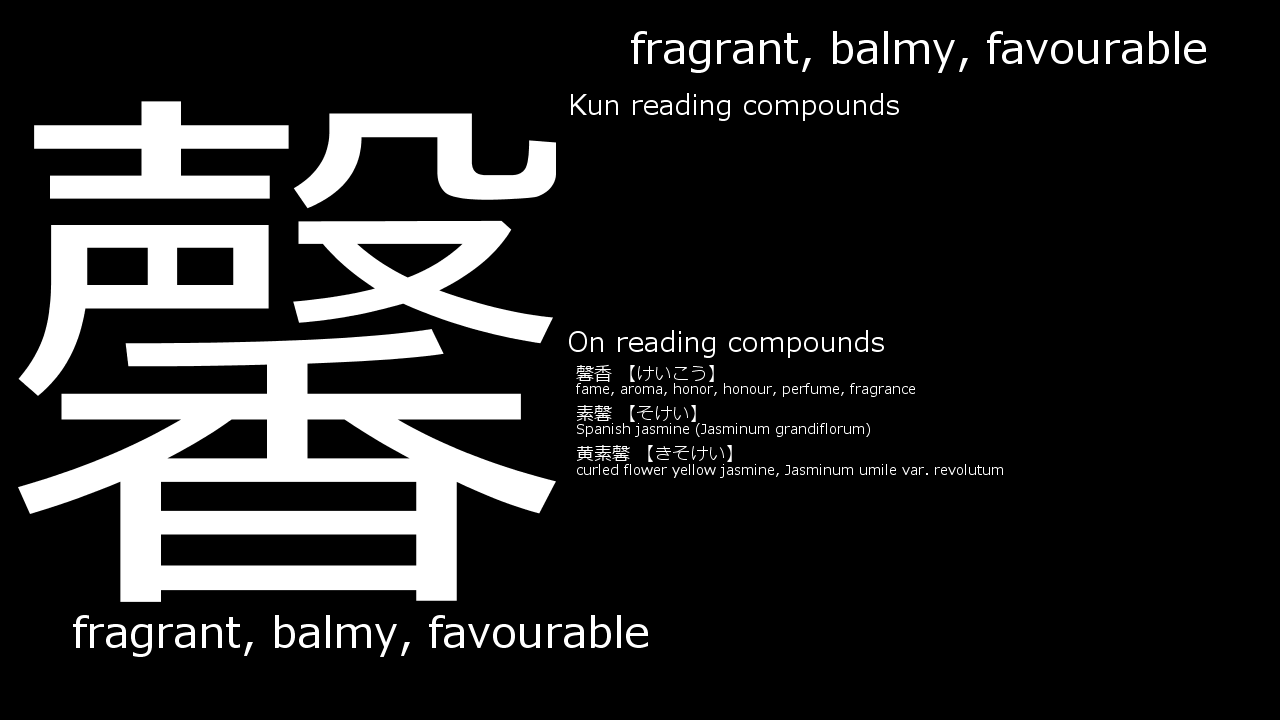 fragrant, balmy, favourable
馨
Kun reading compounds
On reading compounds
馨香 【けいこう】
fame, aroma, honor, honour, perfume, fragrance
素馨 【そけい】
Spanish jasmine (Jasminum grandiflorum)
黄素馨 【きそけい】
curled flower yellow jasmine, Jasminum umile var. revolutum
fragrant, balmy, favourable